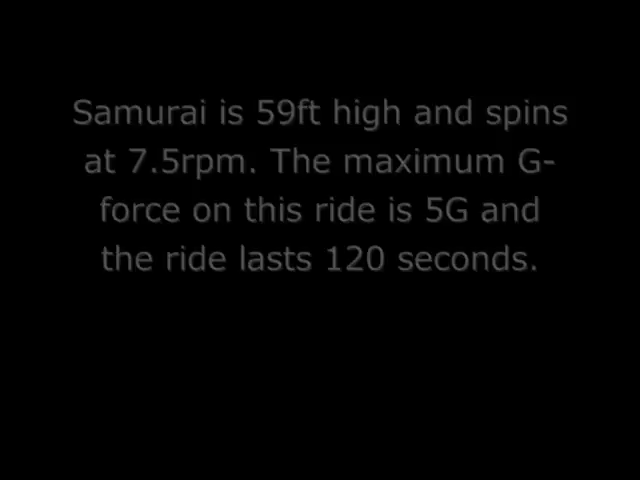 Samurai is 59ft high and spins
at 7.5rpm. The maximum G-
force on this ride is 5G and
the ride lasts 120 seconds.